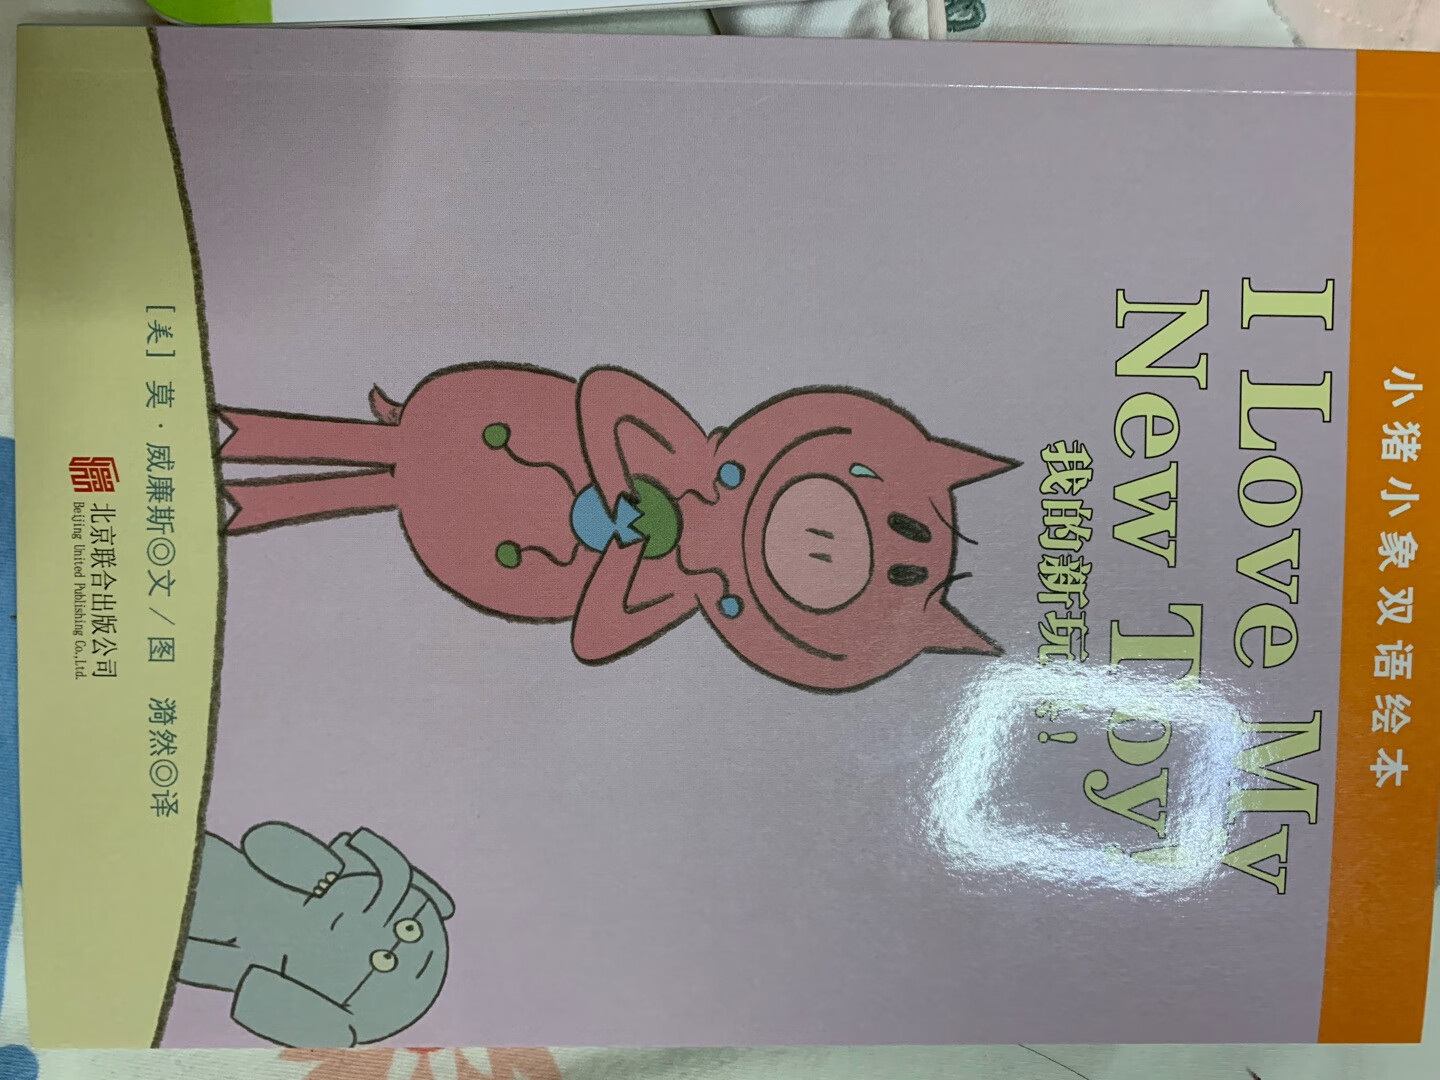 小猪小象双语绘本
I Love My
New Toy!
我的新玩具!
[美] 莫·威廉斯◎文/图 漪然◎译
北京联合出版公司
Beijing United Publishing Co.,Ltd.